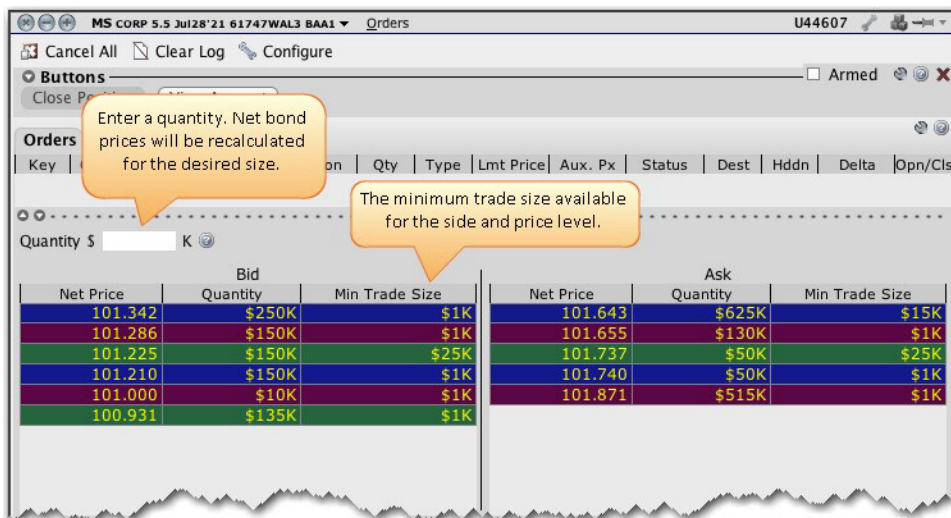 MS CORP 5.5 Jul28'21 61747WAL3 BAA1 Orders U44607
Cancel All Clear Log Configure
Buttons Armed
Close
Enter a quantity. Net bond
prices will be recalculated
for the desired size.
Orders
Key Qty Type Lmt Price Aux. Px Status Dest Hddn Delta Opn/Cls
The minimum trade size available
for the side and price level.
Quantity $ K
Bid Ask
Net Price Quantity Min Trade Size Net Price Quantity Min Trade Size
101.342 $250K $1K 101.643 $625K $15K
101.286 $150K $1K 101.655 $130K $1K
101.225 $150K $25K 101.737 $50K $25K
101.210 $150K $1K 101.740 $50K $1K
101.000 $10K $1K 101.871 $515K $1K
100.931 $135K $1K